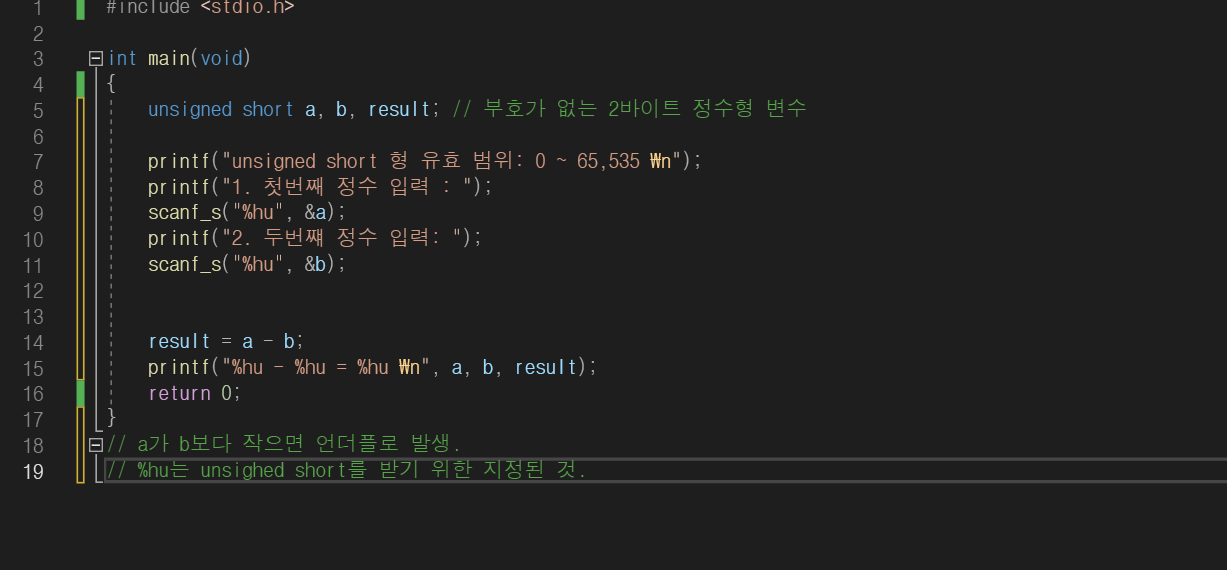 1 #include <stdio.h>
2
3 int main(void)
4 {
5 unsigned short a, b, result; // 부호가 없는 2바이트 정수형 변수
6
7 printf("unsigned short 형 유효 범위: 0 ~ 65,535 ₩n");
8 printf("1. 첫번째 정수 입력 : ");
9 scanf_s("%hu", &a);
10 printf("2. 두번째 정수 입력: ");
11 scanf_s("%hu", &b);
12
13
14 result = a - b;
15 printf("%hu - %hu = %hu ₩n", a, b, result);
16 return 0;
17 }
18 // a가 b보다 작으면 언더플로 발생.
19 // %hu는 unsighed short를 받기 위한 지정된 것.